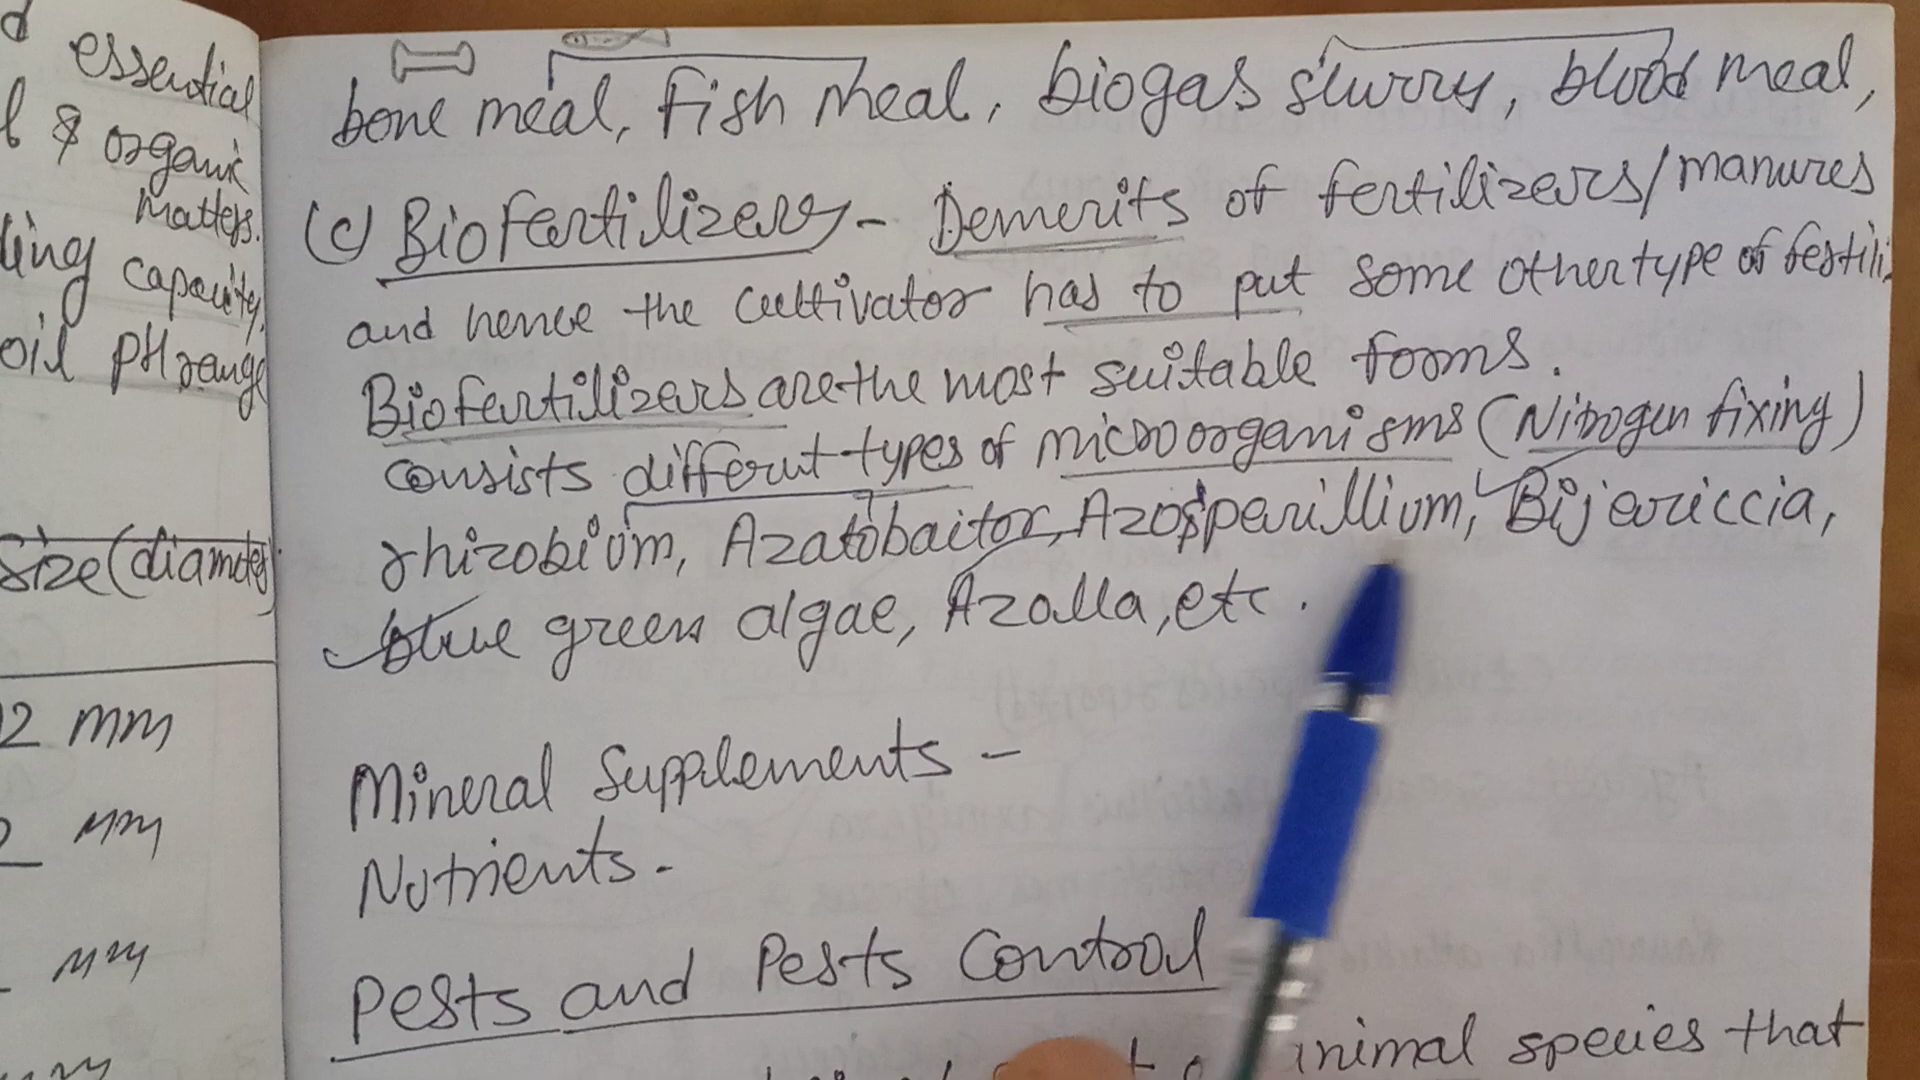 essential
& organic
matters.
capacity,
oil PH range
size (diameter)
2 mm
mm
mm
bone meal, fish meal, biogas slurry, blood meal,
(c) Biofertilizers - Demerits of fertilizers/manures
and hence the cultivator has to put some other type of fertili
Biofertilizers are the most suitable forms.
consists different types of microorganisms (Nitrogen fixing)
rhizobium, Azatobaitor, Azosperillium, Bijericcia,
blue green algae, Azolla, etc.
Mineral Supplements -
Nutrients -
Pests and Pests Control
animal species that